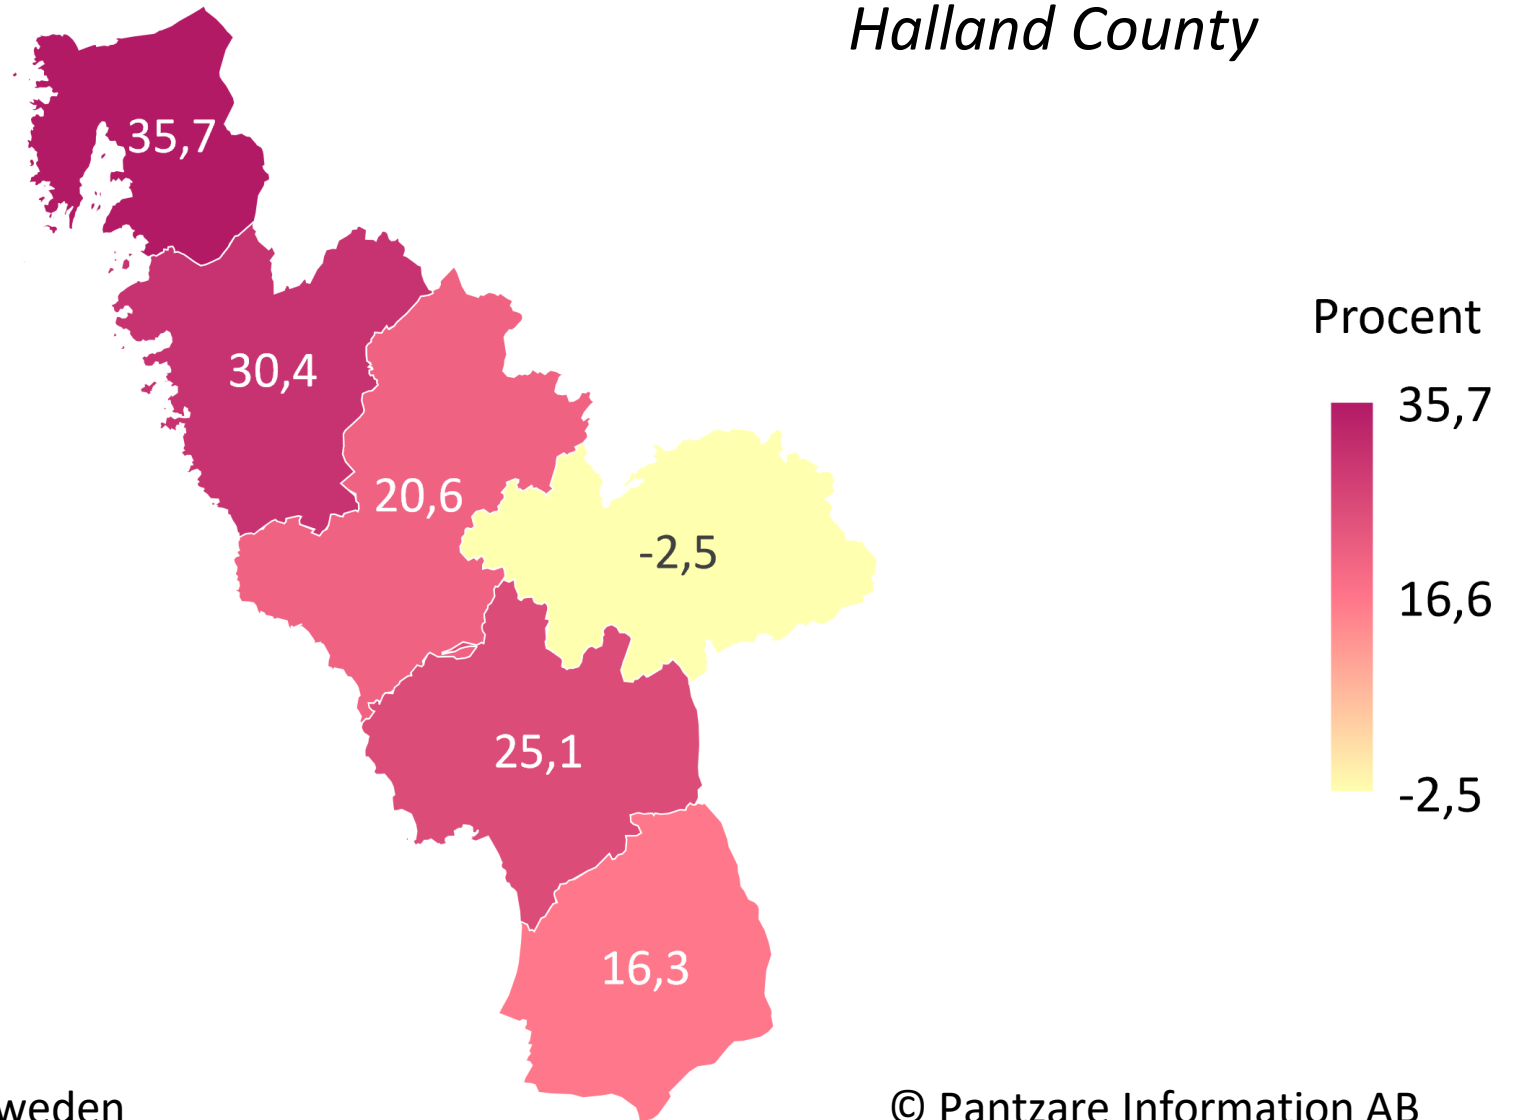 Halland County
35,7
30,4
20,6
-2,5
25,1
16,3
Procent
35,7
16,6
-2,5
weden
© Pantzare Information AB